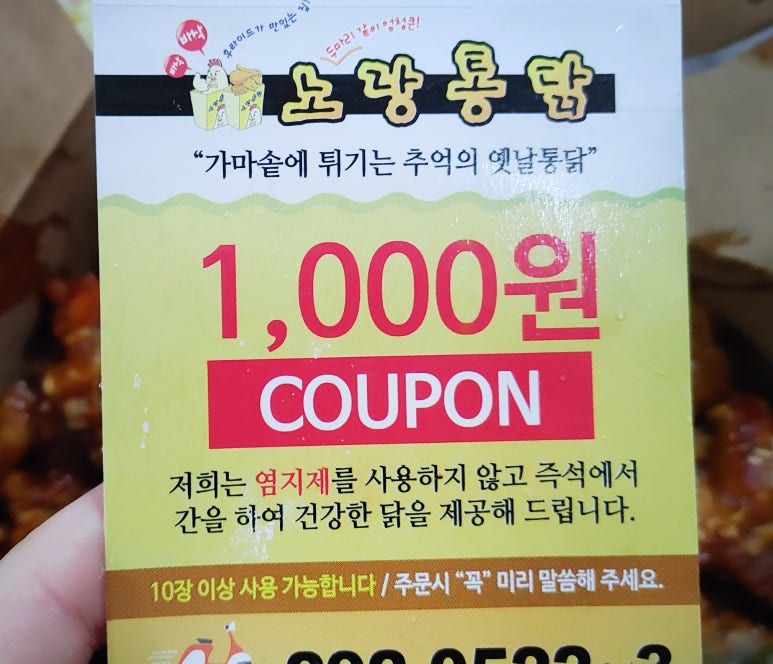 바삭
바삭
후라이드가 맛있는 집!
두마리 같이 엄청큰!
노랑통닭
“가마솥에 튀기는 추억의 옛날통닭”
1,000원
COUPON
저희는 염지제를 사용하지 않고 즉석에서
간을 하여 건강한 닭을 제공해 드립니다.
10장 이상 사용 가능합니다 / 주문시 “꼭” 미리 말씀해 주세요.